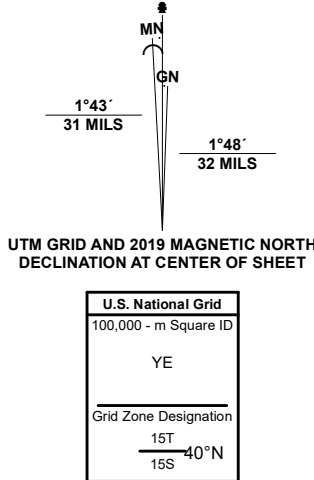 MN
GN
1°43´
31 MILS
1°48´
32 MILS
UTM GRID AND 2019 MAGNETIC NORTH
DECLINATION AT CENTER OF SHEET
U.S. National Grid
100,000 - m Square ID
YE
Grid Zone Designation
15T
40°N
15S